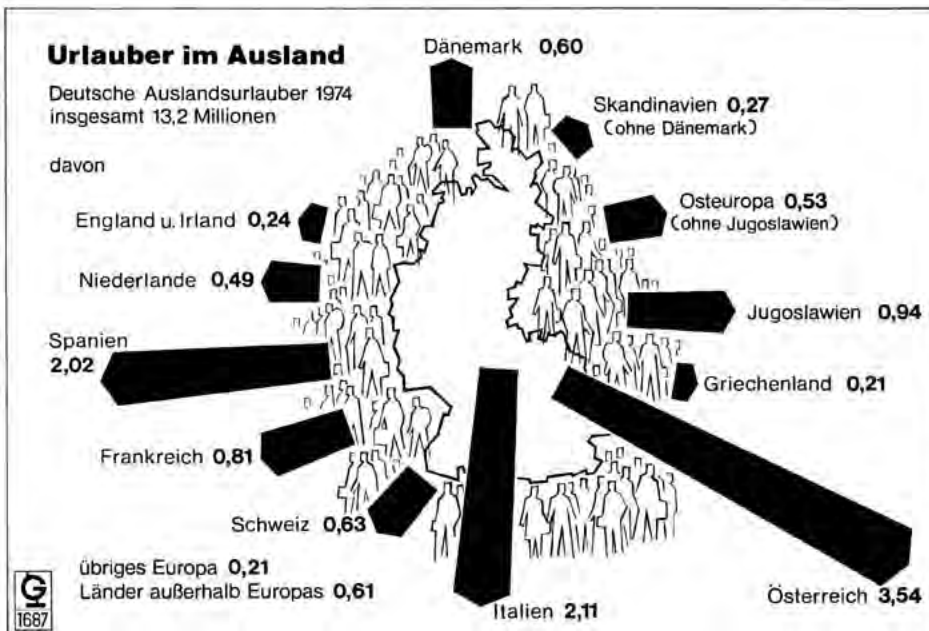 Urlauber im Ausland
Deutsche Auslandsurlauber 1974
insgesamt 13,2 Millionen
davon
Dänemark 0,60
Skandinavien 0,27
(ohne Dänemark)
England u. Irland 0,24
Osteuropa 0,53
(ohne Jugoslawien)
Niederlande 0,49
Jugoslawien 0,94
Spanien
2,02
Griechenland 0,21
Frankreich 0,81
Schweiz 0,63
übriges Europa 0,21
Länder außerhalb Europas 0,61
Italien 2,11
Österreich 3,54
G
1687